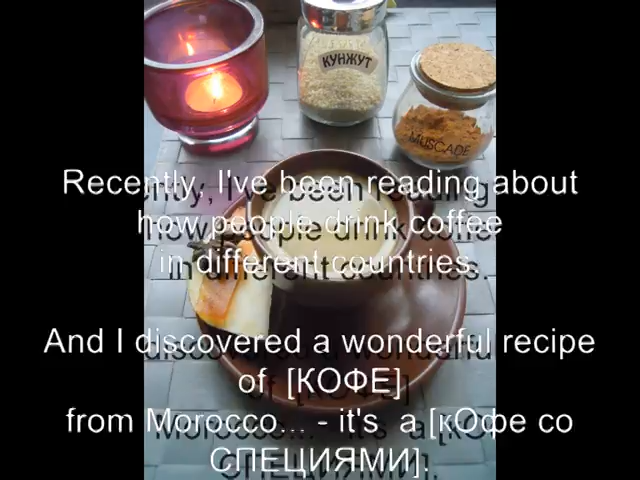 КУНЖУТ
MUSCADE
Recently, I've been reading about
how people drink coffee
in different countries.
And I discovered a wonderful recipe
of [КОФЕ]
from Morocco... - it's a [кОфе со
СПЕЦИЯМИ].